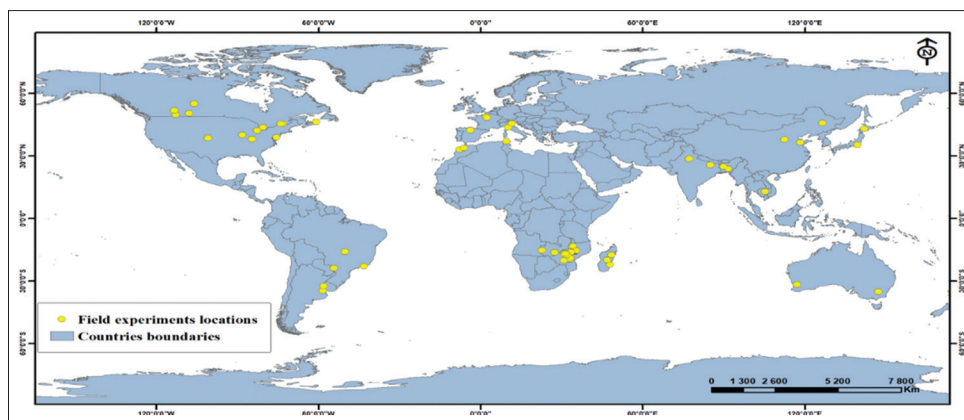 120°0'0"W 60°0'0"W 0°0'0" 60°0'0"E 120°0'0"E
N
60°0'0"N 60°0'0"N
30°0'0"N 30°0'0"N
0°0'0" 0°0'0"
30°0'0"S 30°0'0"S
Field experiments locations
Countries boundaries
60°0'0"S 60°0'0"S
0 1 300 2 600 5 200 7 800
Km
120°0'0"W 60°0'0"W 0°0'0" 60°0'0"E 120°0'0"E